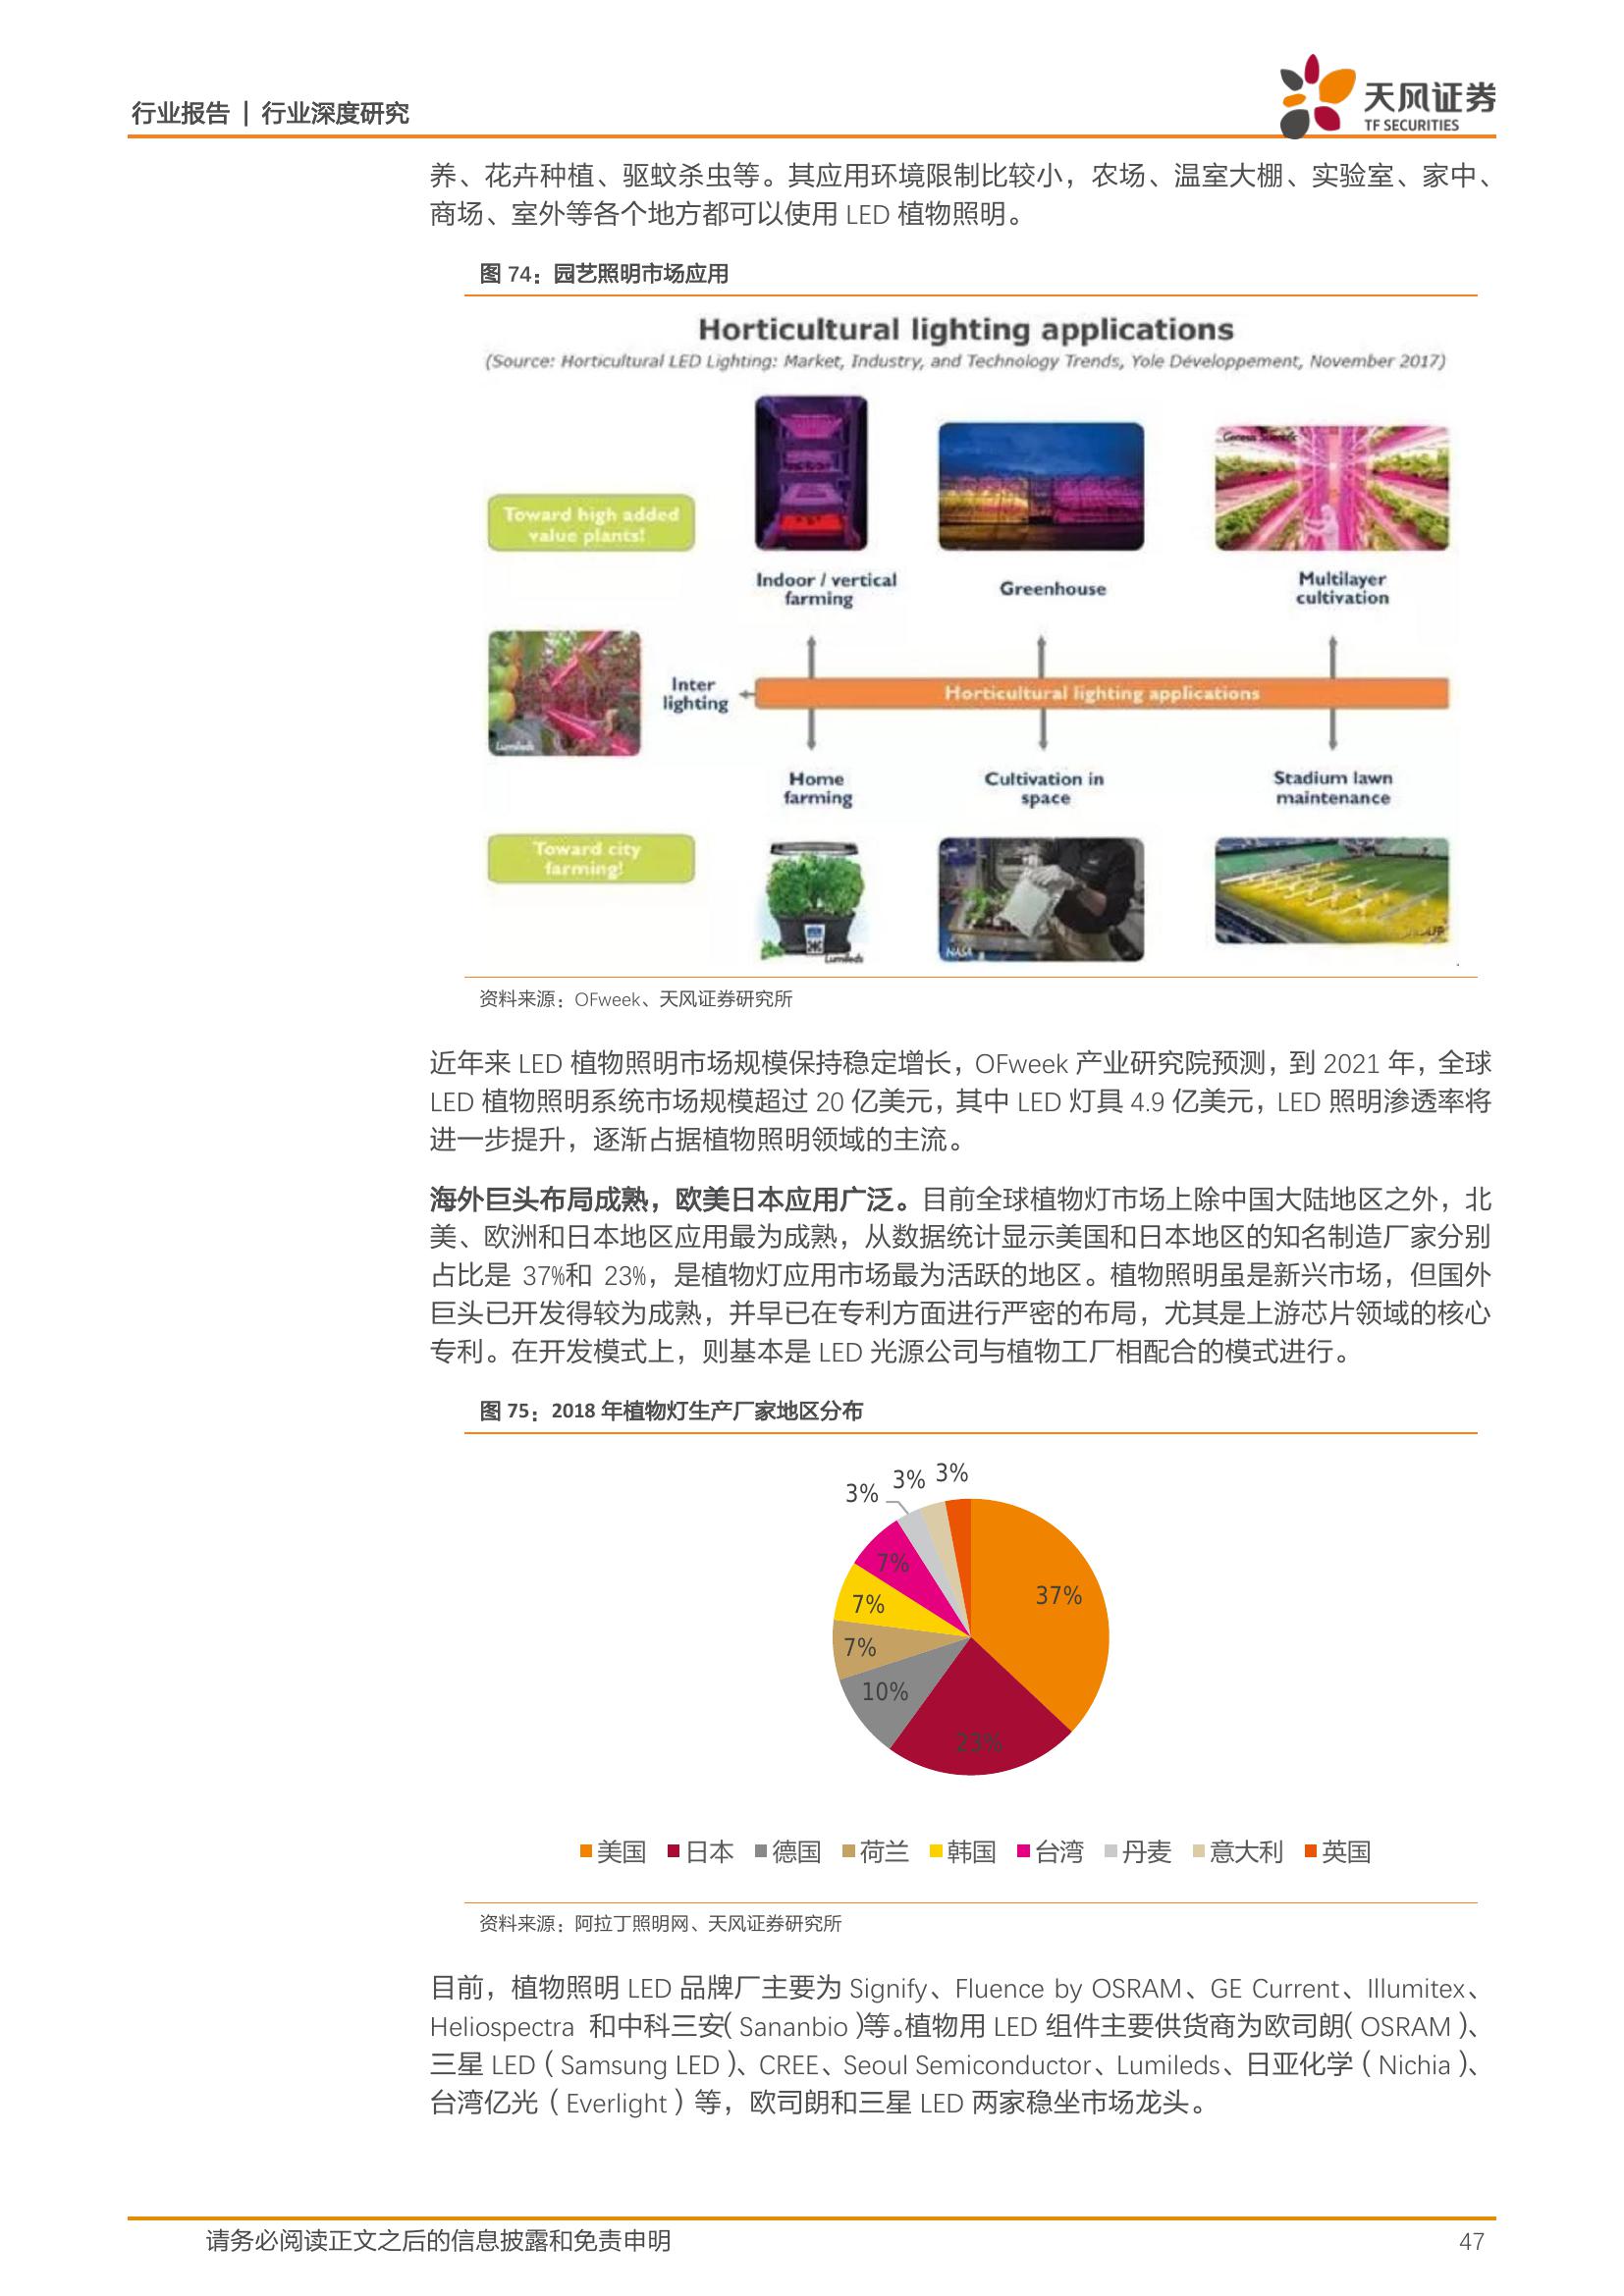 行业报告 | 行业深度研究
天风证券
TF SECURITIES
养、花卉种植、驱蚊杀虫等。其应用环境限制比较小，农场、温室大棚、实验室、家中、
商场、室外等各个地方都可以使用 LED 植物照明。
图 74：园艺照明市场应用
Horticultural lighting applications
(Source: Horticultural LED Lighting: Market, Industry, and Technology Trends, Yole Développement, November 2017)
Genesis Scientific
Toward high added
value plants!
Indoor / vertical
farming
Greenhouse
Multilayer
cultivation
Inter
lighting
Horticultural lighting applications
Lumileds
Home
farming
Cultivation in
space
Stadium lawn
maintenance
Toward city
farming!
Lumileds
NASA
资料来源：OFweek、天风证券研究所
近年来 LED 植物照明市场规模保持稳定增长，OFweek 产业研究院预测，到 2021 年，全球
LED 植物照明系统市场规模超过 20 亿美元，其中 LED 灯具 4.9 亿美元，LED 照明渗透率将
进一步提升，逐渐占据植物照明领域的主流。
海外巨头布局成熟，欧美日本应用广泛。目前全球植物灯市场上除中国大陆地区之外，北
美、欧洲和日本地区应用最为成熟，从数据统计显示美国和日本地区的知名制造厂家分别
占比是 37%和 23%，是植物灯应用市场最为活跃的地区。植物照明虽是新兴市场，但国外
巨头已开发得较为成熟，并早已在专利方面进行严密的布局，尤其是上游芯片领域的核心
专利。在开发模式上，则基本是 LED 光源公司与植物工厂相配合的模式进行。
图 75：2018 年植物灯生产厂家地区分布
3% 3% 3%
37%
7%
7%
7%
10%
23%
美国 日本 德国 荷兰 韩国 台湾 丹麦 意大利 英国
资料来源：阿拉丁照明网、天风证券研究所
目前，植物照明 LED 品牌厂主要为 Signify、Fluence by OSRAM、GE Current、Illumitex、
Heliospectra 和中科三安（Sananbio）等。植物用 LED 组件主要供货商为欧司朗（OSRAM）、
三星 LED（Samsung LED）、CREE、Seoul Semiconductor、Lumileds、日亚化学（Nichia）、
台湾亿光（Everlight）等，欧司朗和三星 LED 两家稳坐市场龙头。
请务必阅读正文之后的信息披露和免责申明
47